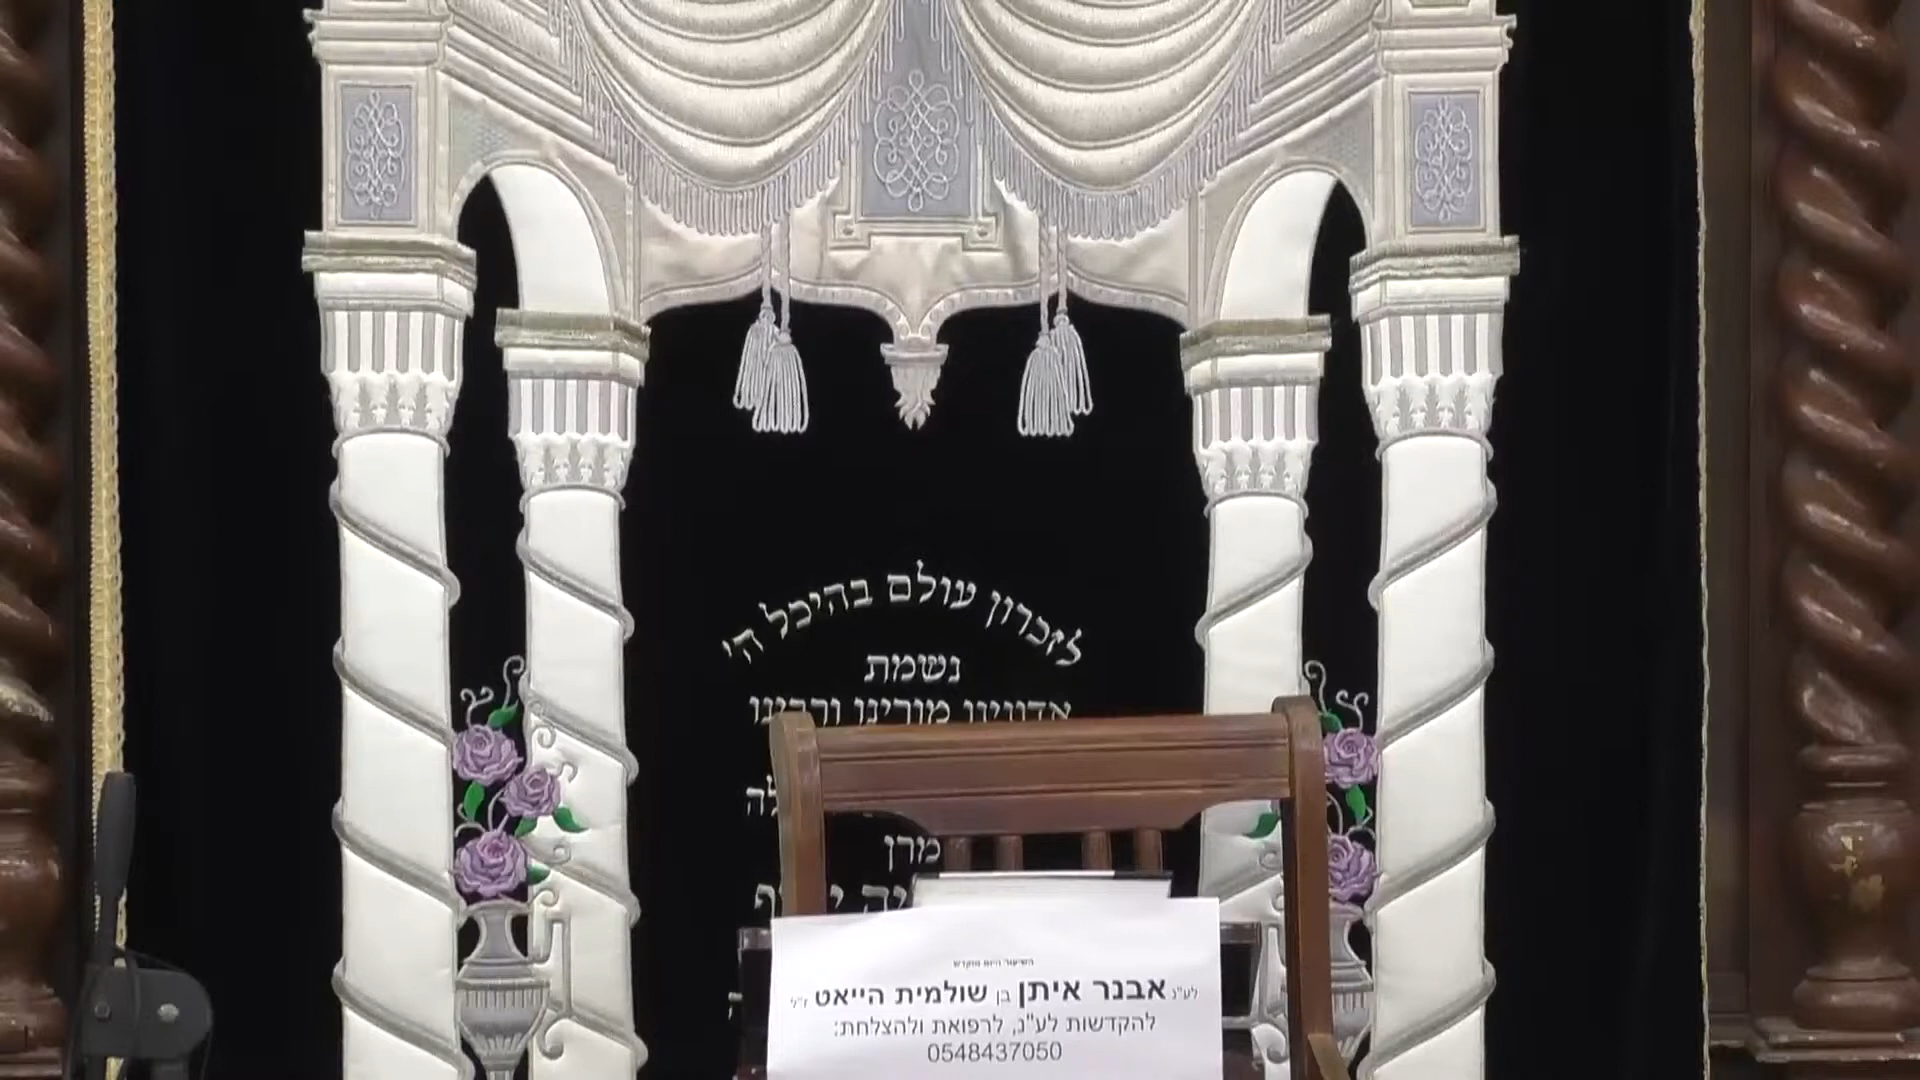 לזכרון עולם בהיכל ה'
נשמת
אדונינו מורינו ורבינו
מרן
השיעור היום מוקדש
לע"נ אבנר איתן בן שולמית הייאט ז"ל
להקדשות לע"נ, לרפואת ולהצלחת:
0548437050